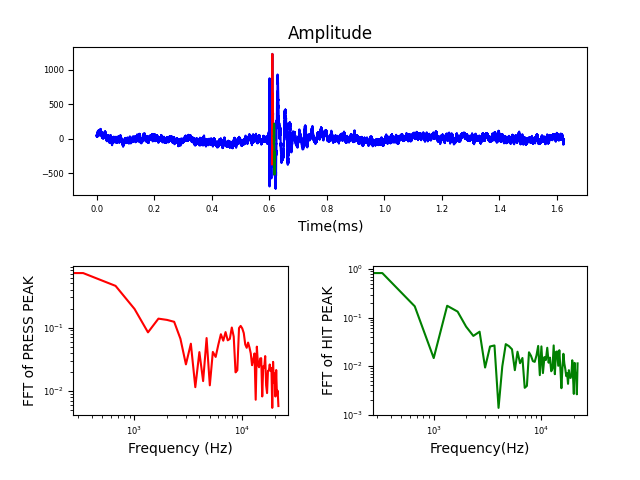 Amplitude
1000
500
0
−500
0.0 0.2 0.4 0.6 0.8 1.0 1.2 1.4 1.6
Time(ms)
FFT of PRESS PEAK
10⁻¹
10⁻²
10³ 10⁴
Frequency (Hz)
FFT of HIT PEAK
10⁰
10⁻¹
10⁻²
10⁻³
10³ 10⁴
Frequency(Hz)